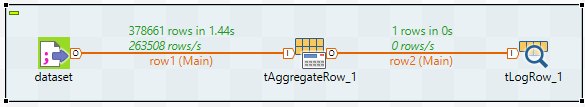 378661 rows in 1.44s
263508 rows/s
row1 (Main)
1 rows in 0s
0 rows/s
row2 (Main)
O
I
O
I
dataset
tAggregateRow_1
tLogRow_1